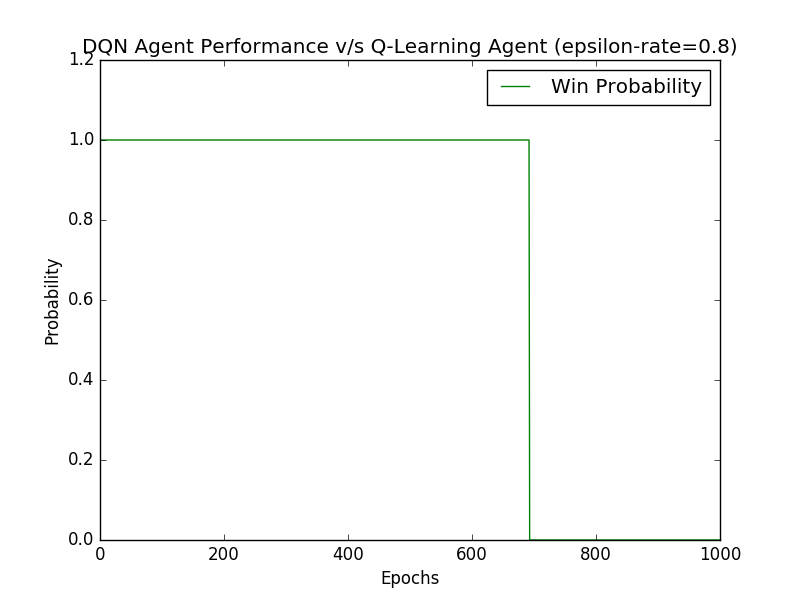 DQN Agent Performance v/s Q-Learning Agent (epsilon-rate=0.8)
Win Probability
1.2
1.0
0.8
0.6
0.4
0.2
0.0
Probability
0 200 400 600 800 1000
Epochs